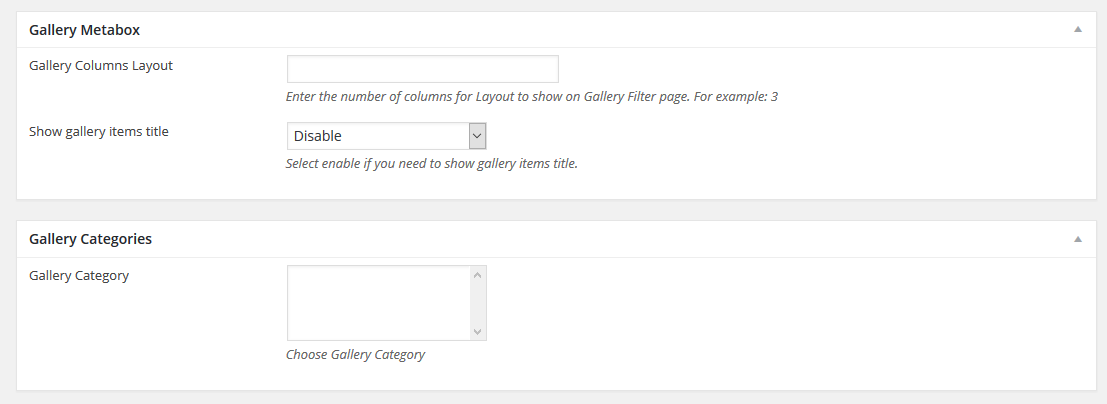 Gallery Metabox
Gallery Columns Layout
Enter the number of columns for Layout to show on Gallery Filter page. For example: 3
Show gallery items title
Disable
Select enable if you need to show gallery items title.
Gallery Categories
Gallery Category
Choose Gallery Category